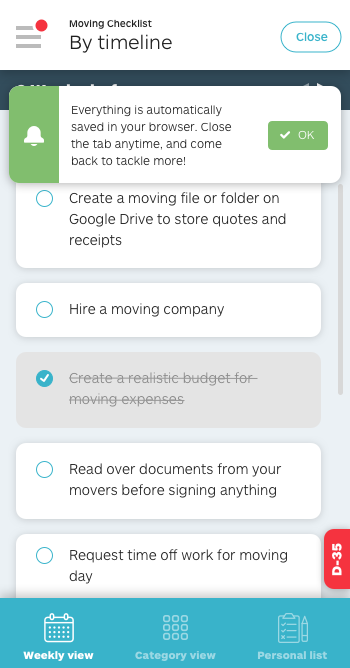 Moving Checklist
By timeline
Close
Everything is automatically
saved in your browser. Close
the tab anytime, and come
back to tackle more!
OK
Create a moving file or folder on
Google Drive to store quotes and
receipts
Hire a moving company
Create a realistic budget for
moving expenses
Read over documents from your
movers before signing anything
Request time off work for moving
day
D-35
Weekly view
Category view
Personal list